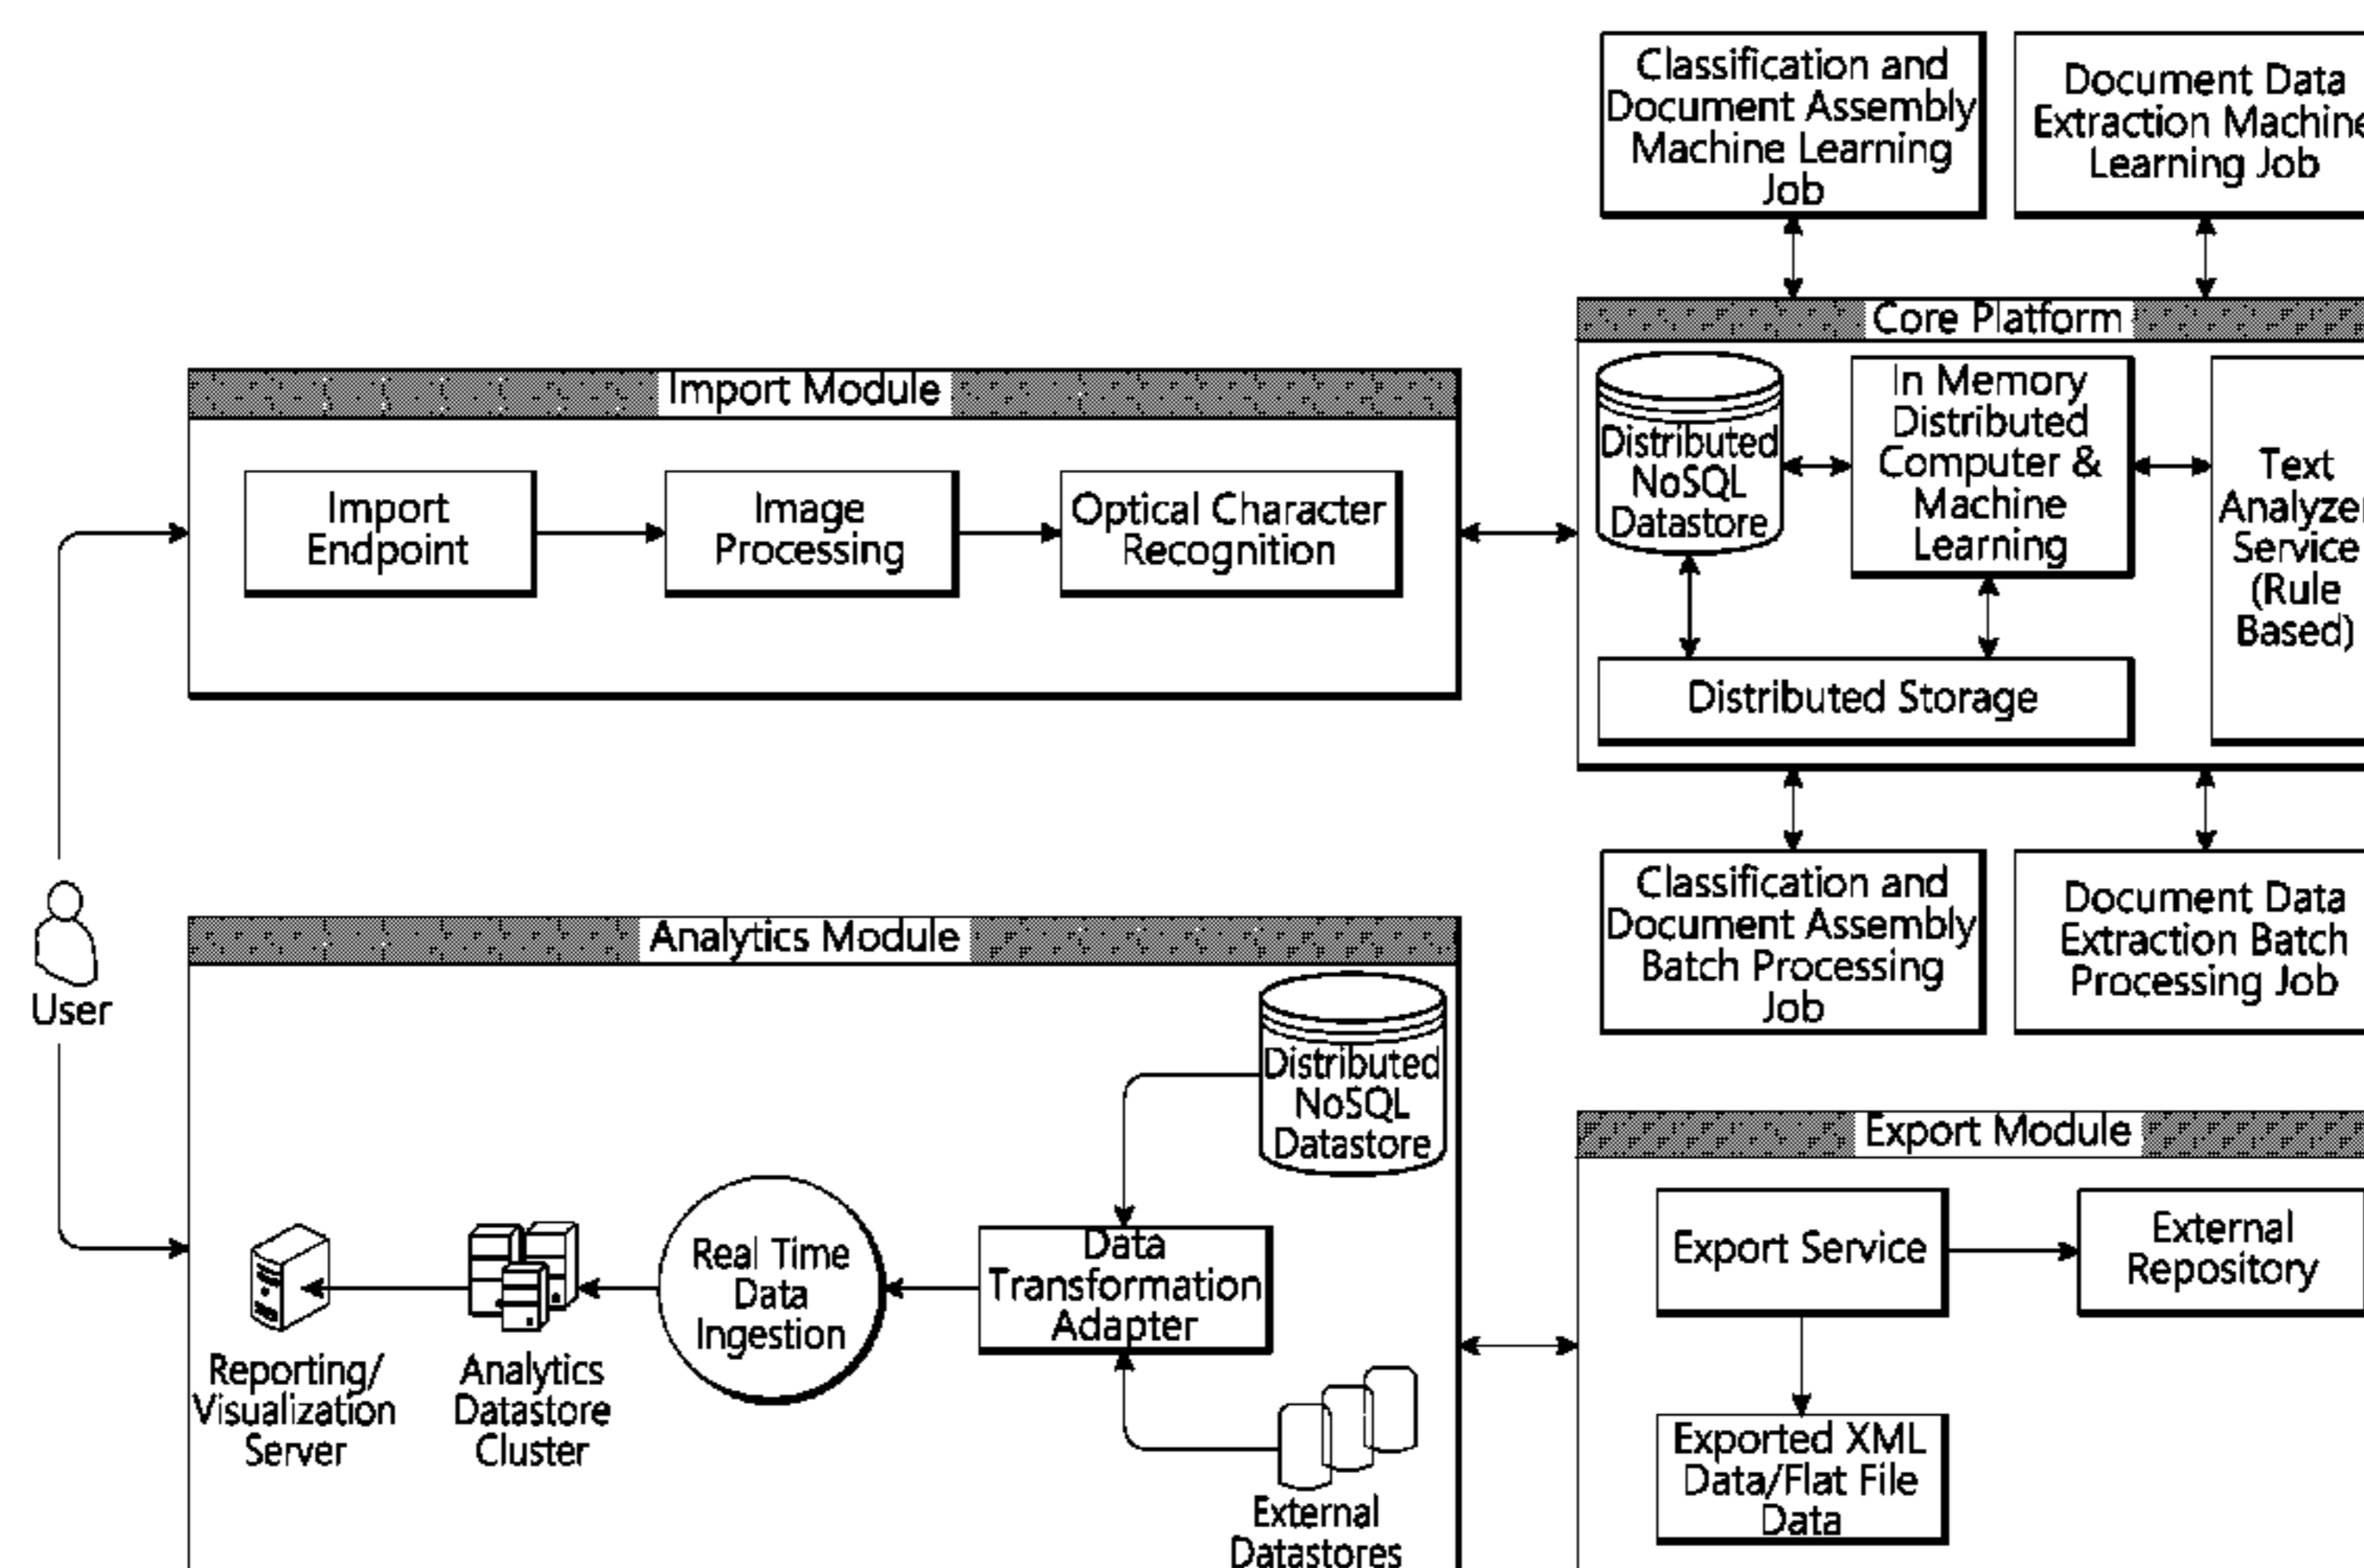 Classification and
Document Assembly
Machine Learning
Job
Document Data
Extraction Machine
Learning Job
Core Platform
Import Module
Import
Endpoint
Image
Processing
Optical Character
Recognition
Distributed
NoSQL
Datastore
In Memory
Distributed
Computer &
Machine
Learning
Text
Analyzer
Service
(Rule
Based)
Distributed Storage
User
Classification and
Document Assembly
Batch Processing
Job
Document Data
Extraction Batch
Processing Job
Analytics Module
Distributed
NoSQL
Datastore
Reporting/
Visualization
Server
Analytics
Datastore
Cluster
Real Time
Data
Ingestion
Data
Transformation
Adapter
External
Datastores
Export Module
Export Service
External
Repository
Exported XML
Data/Flat File
Data